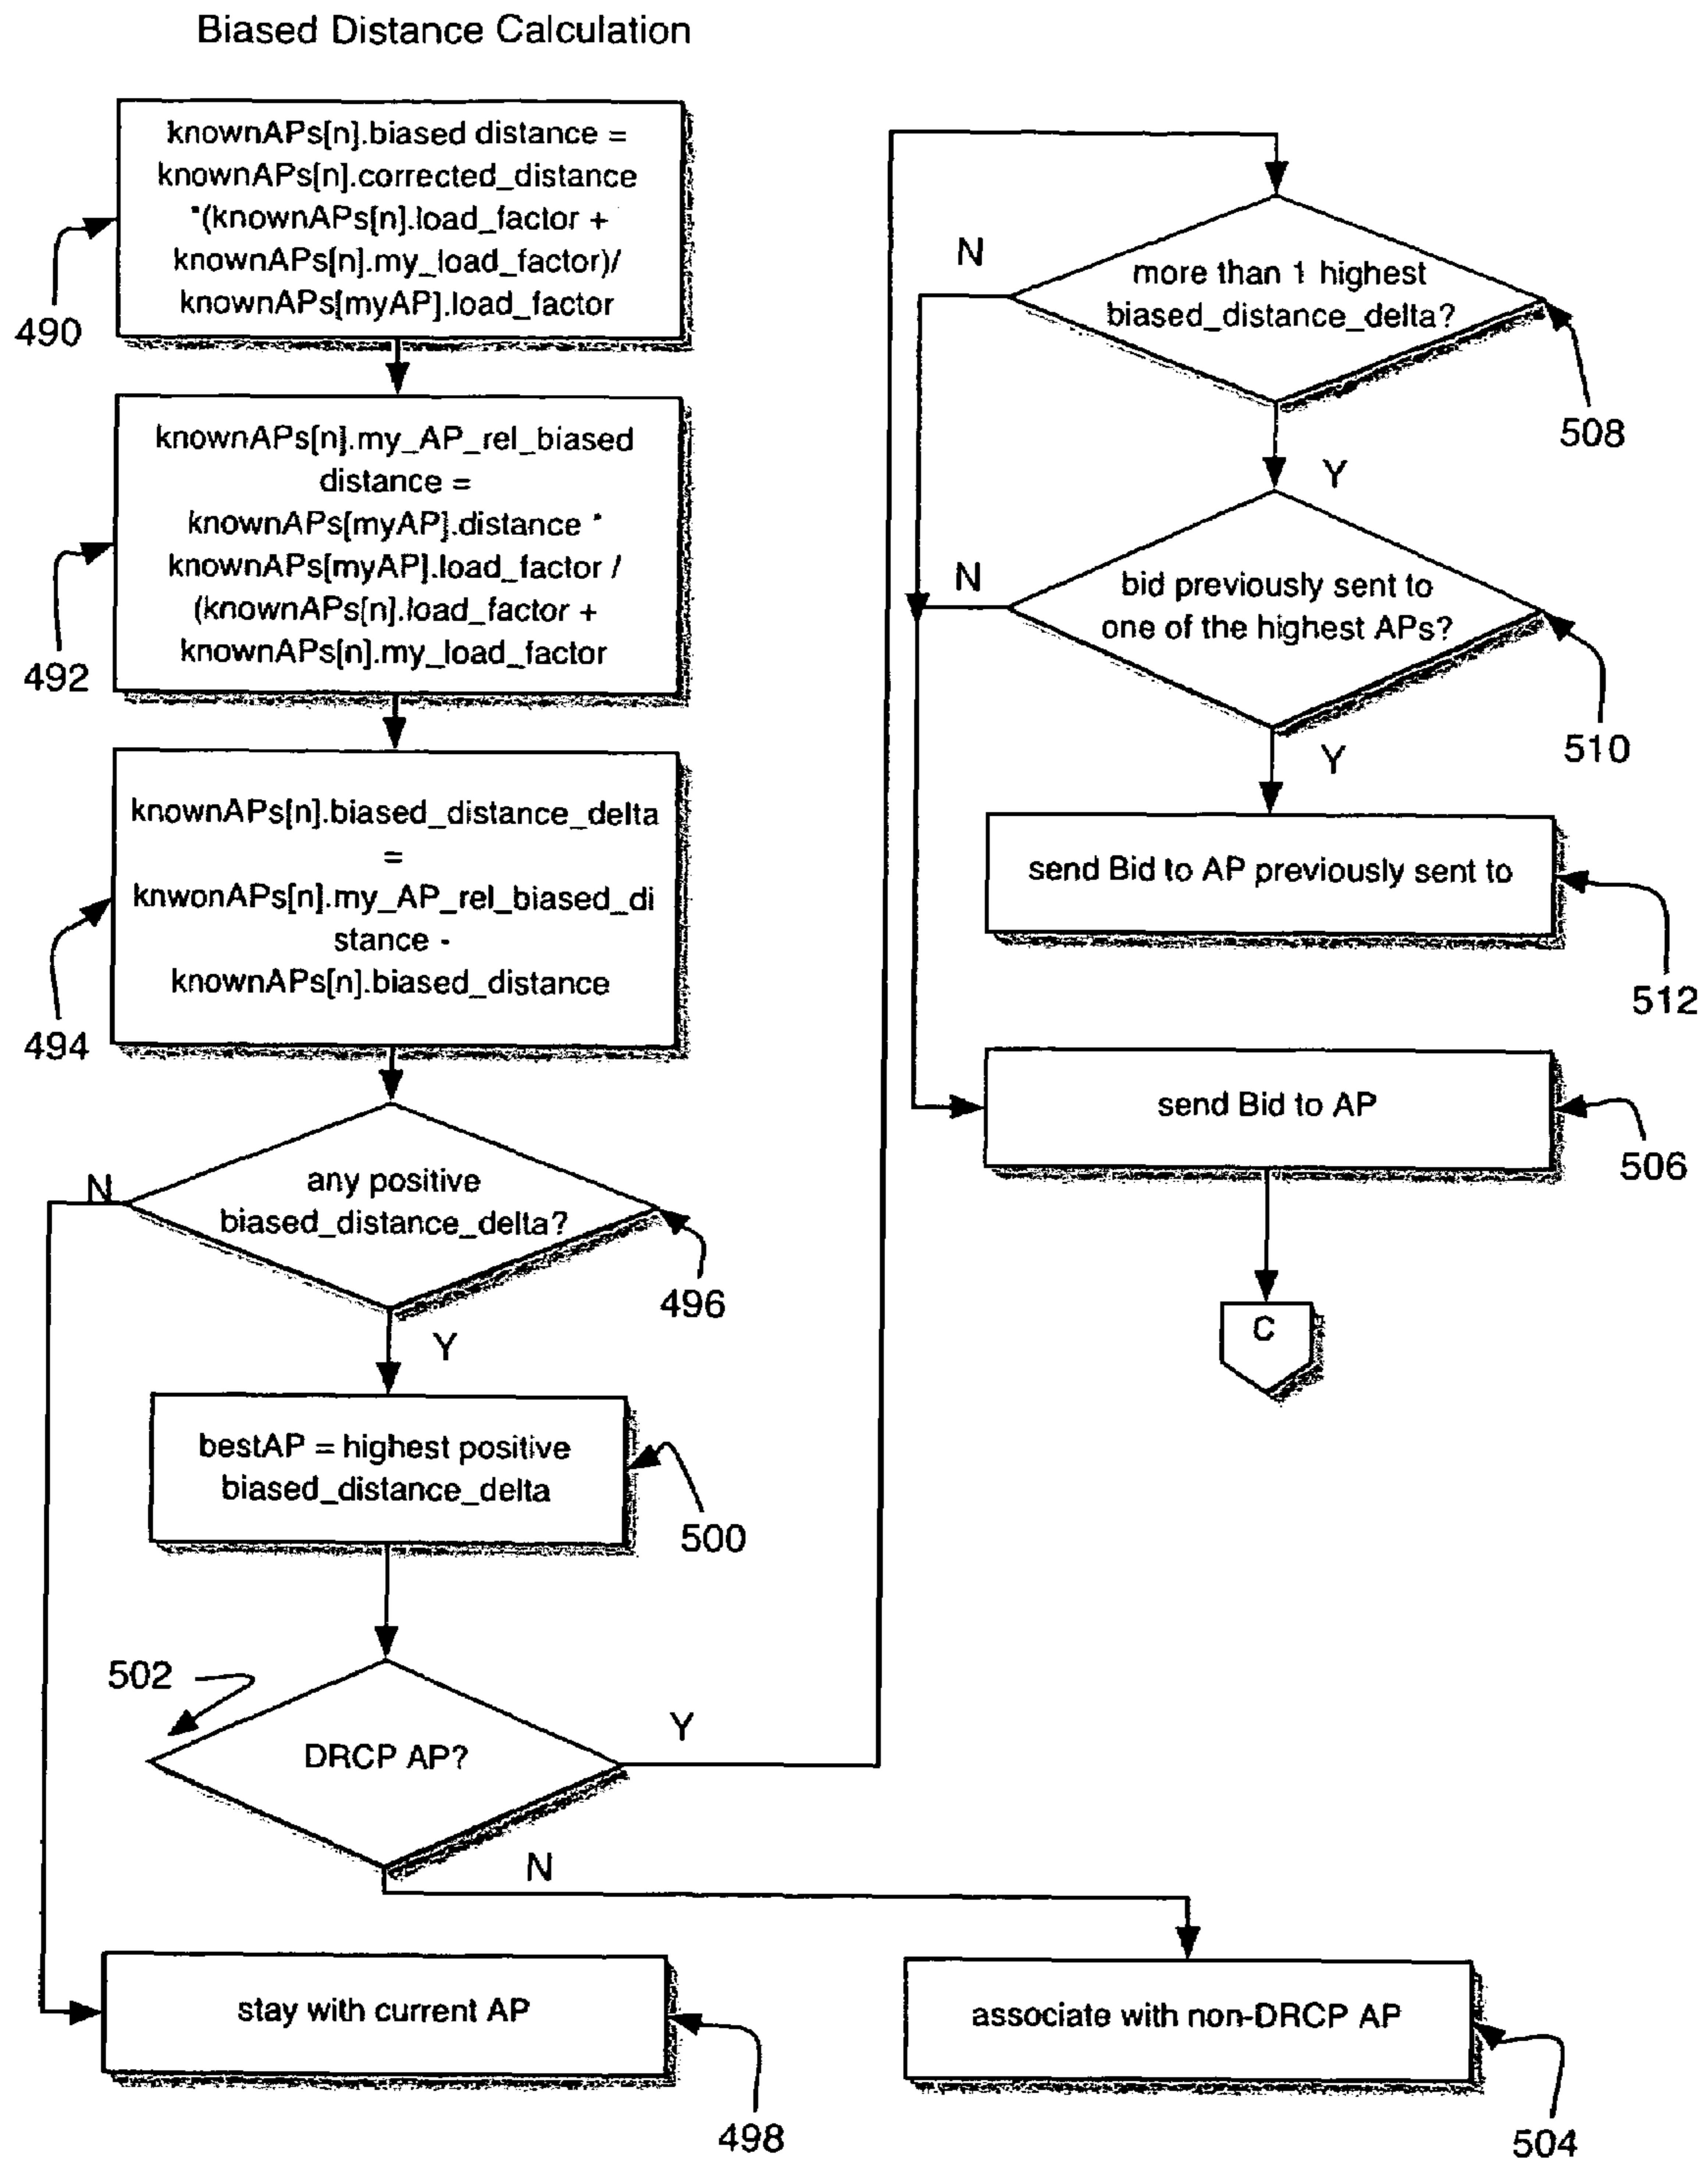 Biased Distance Calculation
knownAPs[n].biased distance =
knownAPs[n].corrected_distance
*(knownAPs[n].load_factor +
knownAPs[n].my_load_factor)/
knownAPs[myAP].load_factor
490
knownAPs[n].my_AP_rel_biased
distance =
knownAPs[myAP].distance *
knownAPs[myAP].load_factor /
(knownAPs[n].load_factor +
knownAPs[n].my_load_factor
492
knownAPs[n].biased_distance_delta
=
knwonAPs[n].my_AP_rel_biased_di
stance -
knownAPs[n].biased_distance
494
N
any positive
biased_distance_delta?
496
Y
bestAP = highest positive
biased_distance_delta
500
502
DRCP AP?
Y
N
stay with current AP
498
associate with non-DRCP AP
504
N
more than 1 highest
biased_distance_delta?
508
Y
N
bid previously sent to
one of the highest APs?
510
Y
send Bid to AP previously sent to
512
send Bid to AP
506
C